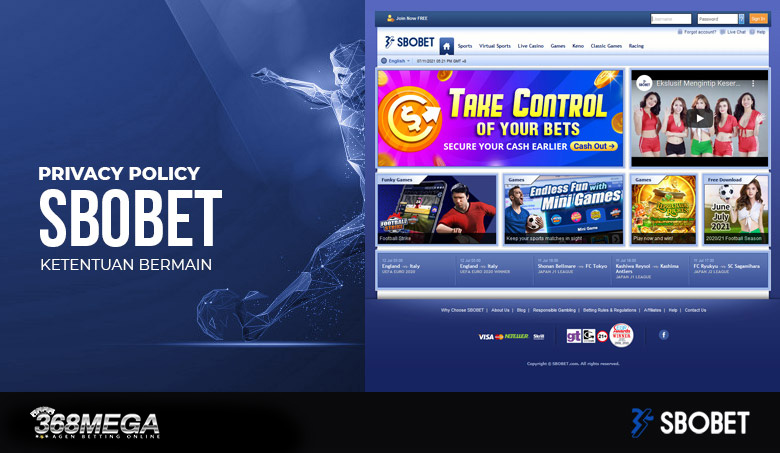 PRIVACY POLICY
SBOBET
KETENTUAN BERMAIN
Join Now FREE
Password
Sign In
Forgot account?
Live Chat
Help
SBOBET
Sports
Virtual Sports
Live Casino
Games
Keno
Classic Games
Racing
English
TAKE CONTROL
OF YOUR BETS
SECURE YOUR CASH EARLIER
Cash Out
Ekslusif Mengintip Keser...
Funky Games
Football Strike
Games
Endless Fun with
Mini Games
Mini Game
Keep your sports matches in sight!
Games
Play now and win!
Free Download
June
July
2021
2020/21 Football Season
England -vs- Italy
UEFA EURO 2020
England -vs- Italy
UEFA EURO 2020 WINNER
Shonan Bellmare -vs- FC Tokyo
JAPAN J1 LEAGUE
Kashiwa Reysol -vs- Kashima
Antlers
JAPAN J1 LEAGUE
FC Ryukyu -vs- SC Sagamihara
JAPAN J2 LEAGUE
Why Choose SBOBET | About Us | Blog | Responsible Gambling | Betting Rules & Regulations | Affiliates | Help | Contact Us
VISA
NETELLER
Skrill
21+
WINNER
Copyright © SBOBET.com. All rights reserved.
368MEGA
AGEN BETTING ONLINE
SBOBET